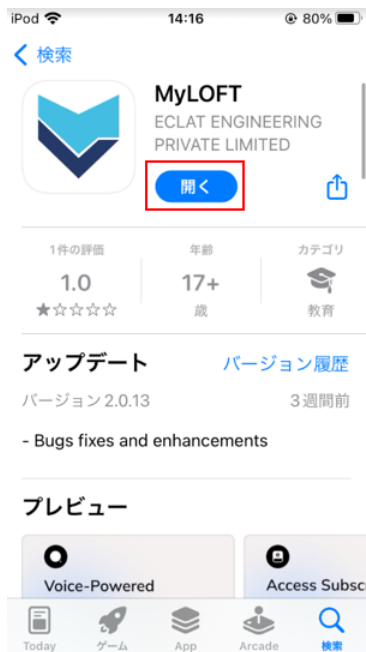 iPod 14:16 80%
検索
MyLOFT
ECLAT ENGINEERING
PRIVATE LIMITED
開く
1件の評価 年齢 カテゴリ
1.0 17+
★☆☆☆☆ 歳 教育
アップデート バージョン履歴
バージョン 2.0.13 3週間前
- Bugs fixes and enhancements
プレビュー
Voice-Powered Access Subsc
Today ゲーム App Arcade 検索